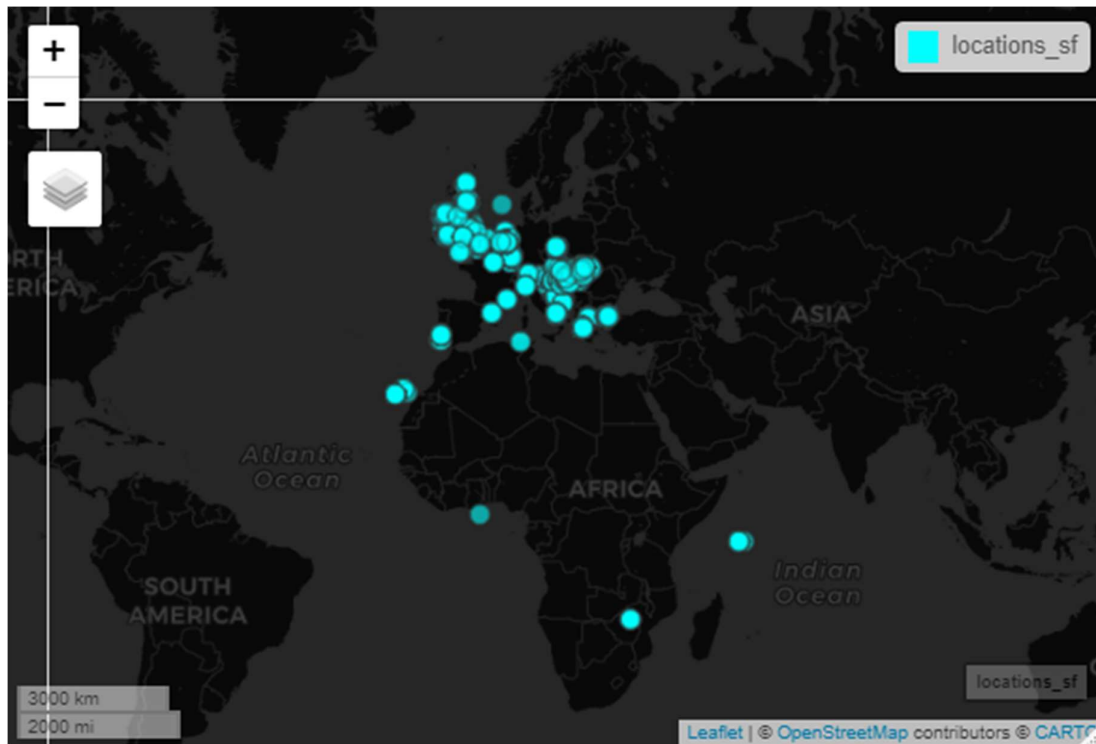 +
locations_sf
−
ORTH
ERICA
ASIA
Atlantic
Ocean
AFRICA
SOUTH
AMERICA
Indian
Ocean
locations_sf
3000 km
2000 mi
Leaflet | © OpenStreetMap contributors © CARTO